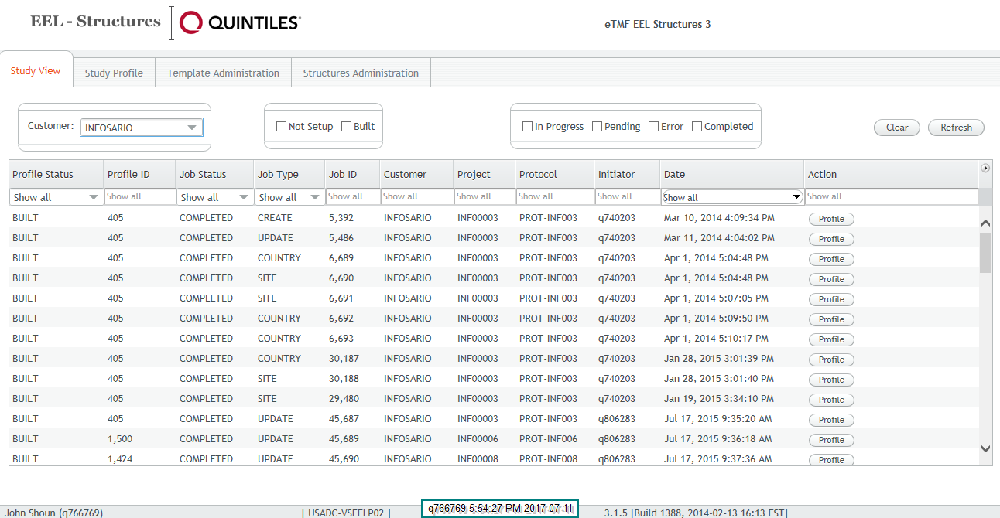 EEL - Structures QUINTILES® eTMF EEL Structures 3
Study View Study Profile Template Administration Structures Administration
Customer: INFOSARIO Not Setup Built In Progress Pending Error Completed Clear Refresh
Profile Status Profile ID Job Status Job Type Job ID Customer Project Protocol Initiator Date Action
Show all Show all Show all Show all Show all Show all Show all Show all Show all Show all Show all
BUILT 405 COMPLETED CREATE 5,392 INFOSARIO INF00003 PROT-INF003 q740203 Mar 10, 2014 4:09:34 PM Profile
BUILT 405 COMPLETED UPDATE 5,486 INFOSARIO INF00003 PROT-INF003 q740203 Mar 11, 2014 4:04:02 PM Profile
BUILT 405 COMPLETED COUNTRY 6,689 INFOSARIO INF00003 PROT-INF003 q740203 Apr 1, 2014 5:04:48 PM Profile
BUILT 405 COMPLETED SITE 6,690 INFOSARIO INF00003 PROT-INF003 q740203 Apr 1, 2014 5:04:48 PM Profile
BUILT 405 COMPLETED SITE 6,691 INFOSARIO INF00003 PROT-INF003 q740203 Apr 1, 2014 5:07:05 PM Profile
BUILT 405 COMPLETED COUNTRY 6,692 INFOSARIO INF00003 PROT-INF003 q740203 Apr 1, 2014 5:09:50 PM Profile
BUILT 405 COMPLETED COUNTRY 6,693 INFOSARIO INF00003 PROT-INF003 q740203 Apr 1, 2014 5:10:17 PM Profile
BUILT 405 COMPLETED COUNTRY 30,187 INFOSARIO INF00003 PROT-INF003 q740203 Jan 28, 2015 3:01:39 PM Profile
BUILT 405 COMPLETED SITE 30,188 INFOSARIO INF00003 PROT-INF003 q740203 Jan 28, 2015 3:01:40 PM Profile
BUILT 405 COMPLETED SITE 29,480 INFOSARIO INF00003 PROT-INF003 q740203 Jan 19, 2015 3:34:10 PM Profile
BUILT 405 COMPLETED UPDATE 45,687 INFOSARIO INF00003 PROT-INF003 q806283 Jul 17, 2015 9:35:20 AM Profile
BUILT 1,500 COMPLETED UPDATE 45,689 INFOSARIO INF00006 PROT-INF006 q806283 Jul 17, 2015 9:36:18 AM Profile
BUILT 1,424 COMPLETED UPDATE 45,690 INFOSARIO INF00008 PROT-INF008 q806283 Jul 17, 2015 9:37:36 AM Profile
John Shoun (q766769) [ USADC-VSEELP02 ] q766769 5:54:27 PM 2017-07-11 3.1.5 [Build 1388, 2014-02-13 16:13 EST]